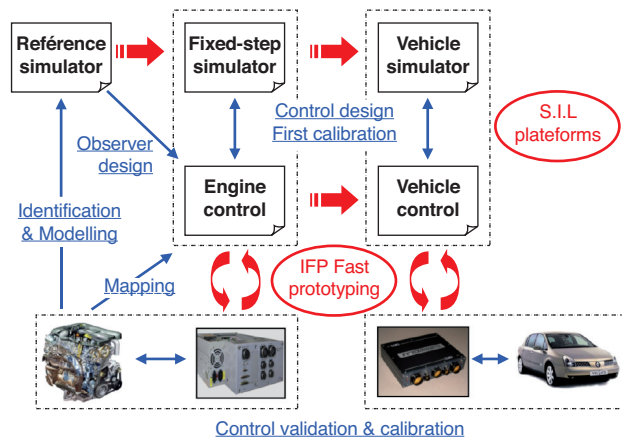 Référence
simulator
Fixed-step
simulator
Vehicle
simulator
Control design
First calibration
S.I.L
plateforms
Observer
design
Engine
control
Vehicle
control
Identification
& Modelling
Mapping
IFP Fast
prototyping
Control validation & calibration